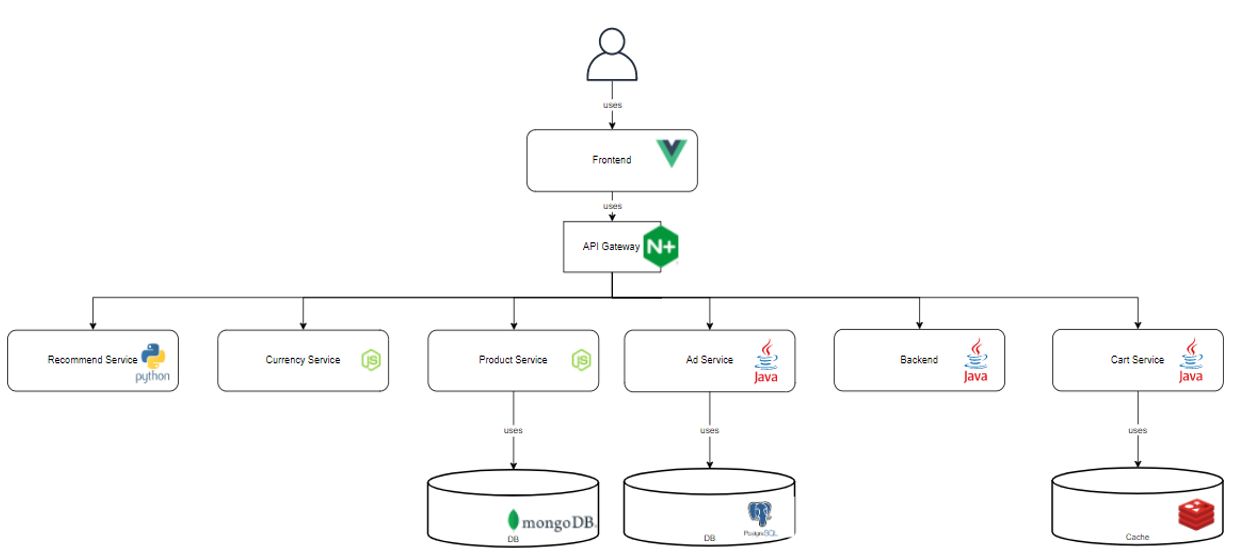 uses
Frontend
uses
API Gateway
N+
Recommend Service
python
Currency Service
JS
Product Service
JS
Ad Service
Java
Backend
Java
Cart Service
Java
uses
uses
uses
mongoDB
DB
PostgreSQL
DB
Cache